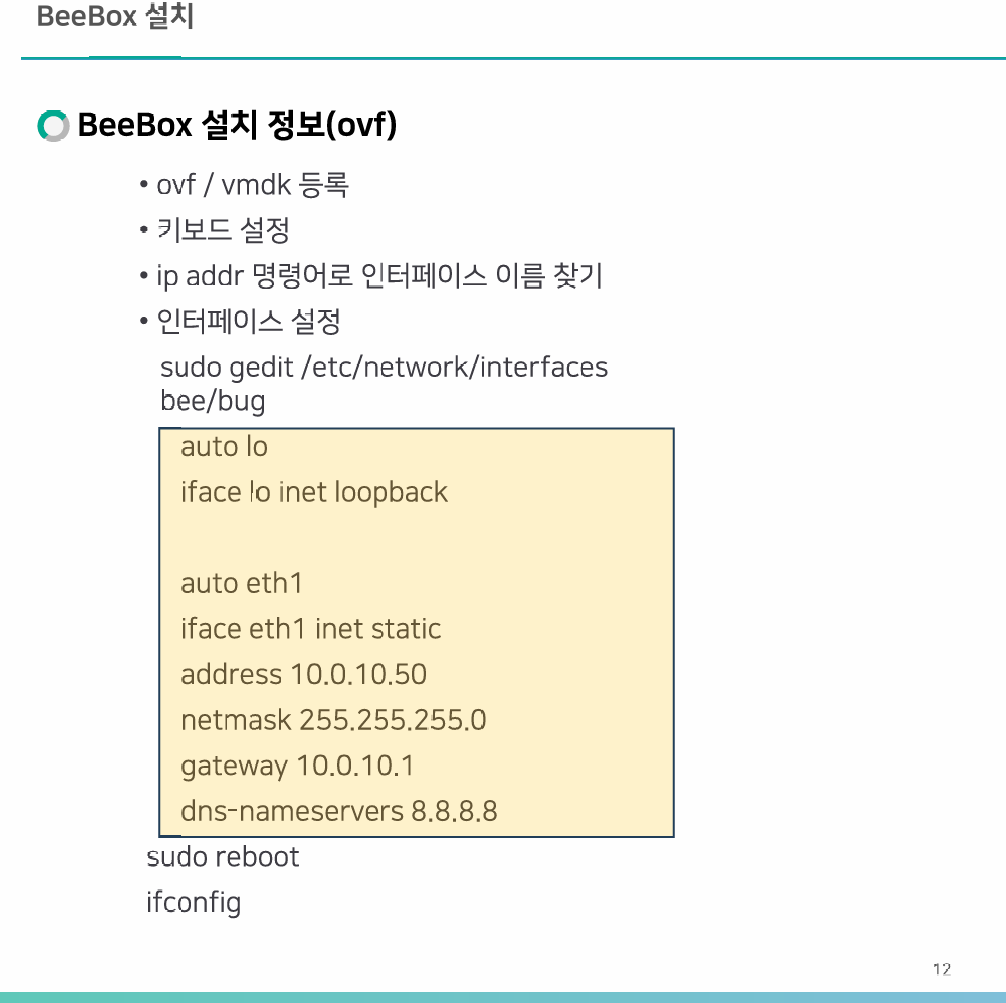 BeeBox 설치
BeeBox 설치 정보(ovf)
• ovf / vmdk 등록
• 키보드 설정
• ip addr 명령어로 인터페이스 이름 찾기
• 인터페이스 설정
sudo gedit /etc/network/interfaces
bee/bug
auto lo
iface lo inet loopback
auto eth1
iface eth1 inet static
address 10.0.10.50
netmask 255.255.255.0
gateway 10.0.10.1
dns-nameservers 8.8.8.8
sudo reboot
ifconfig
12